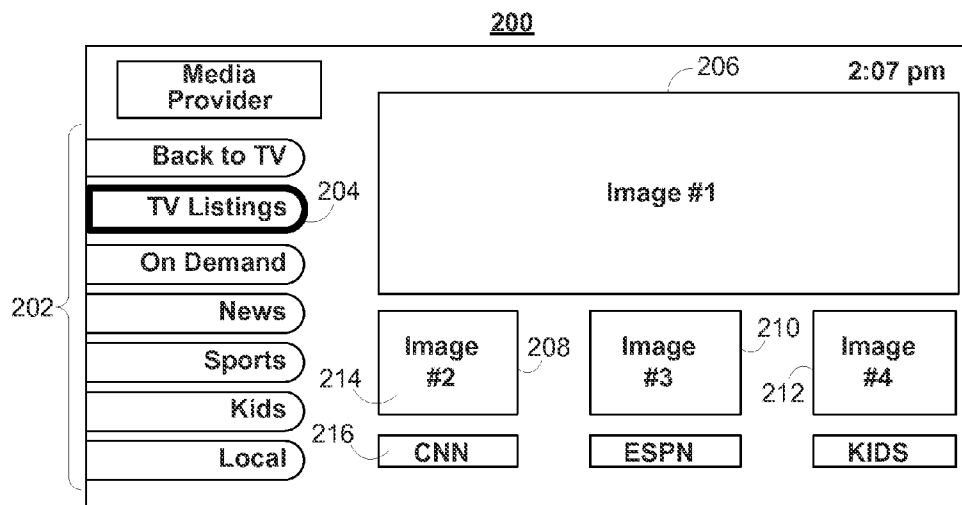 200
Media
Provider
206
2:07 pm
Back to TV
TV Listings
204
On Demand
News
Sports
Kids
Local
202
Image #1
Image
#2
208
214
Image
#3
210
Image
#4
212
216
CNN
ESPN
KIDS